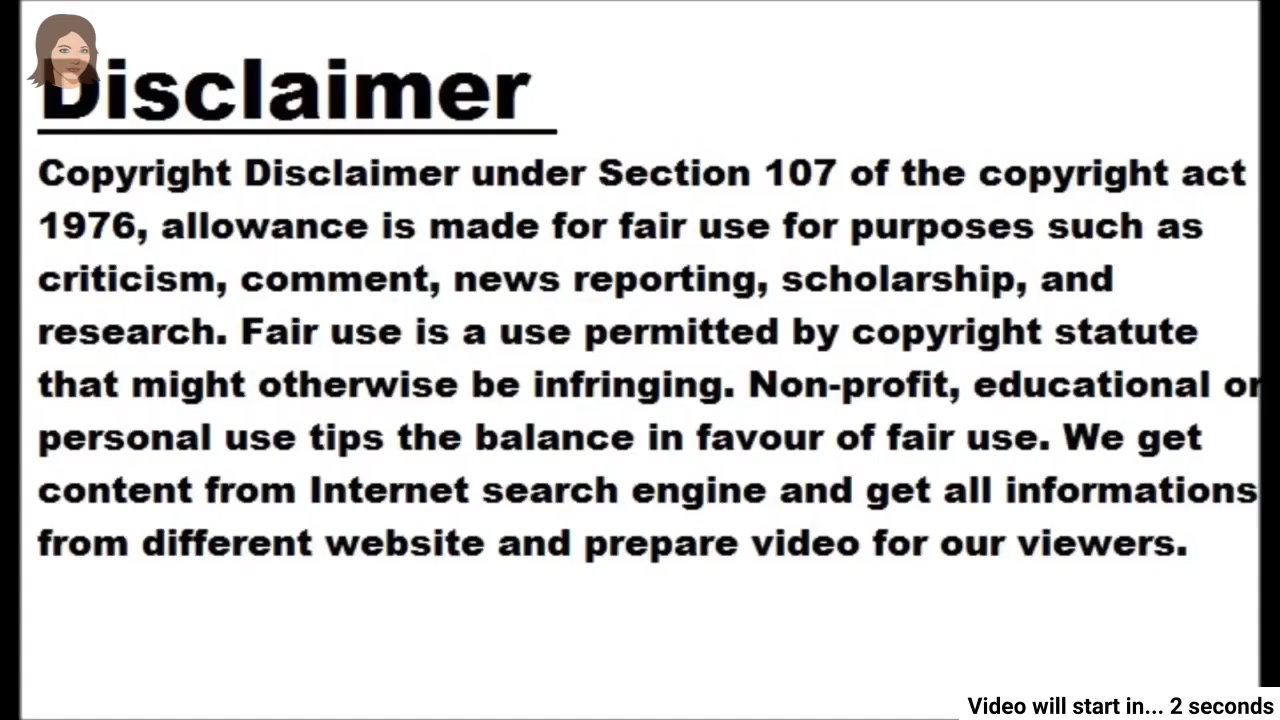 Disclaimer
Copyright Disclaimer under Section 107 of the copyright act
1976, allowance is made for fair use for purposes such as
criticism, comment, news reporting, scholarship, and
research. Fair use is a use permitted by copyright statute
that might otherwise be infringing. Non-profit, educational or
personal use tips the balance in favour of fair use. We get
content from Internet search engine and get all informations
from different website and prepare video for our viewers.
Video will start in... 2 seconds